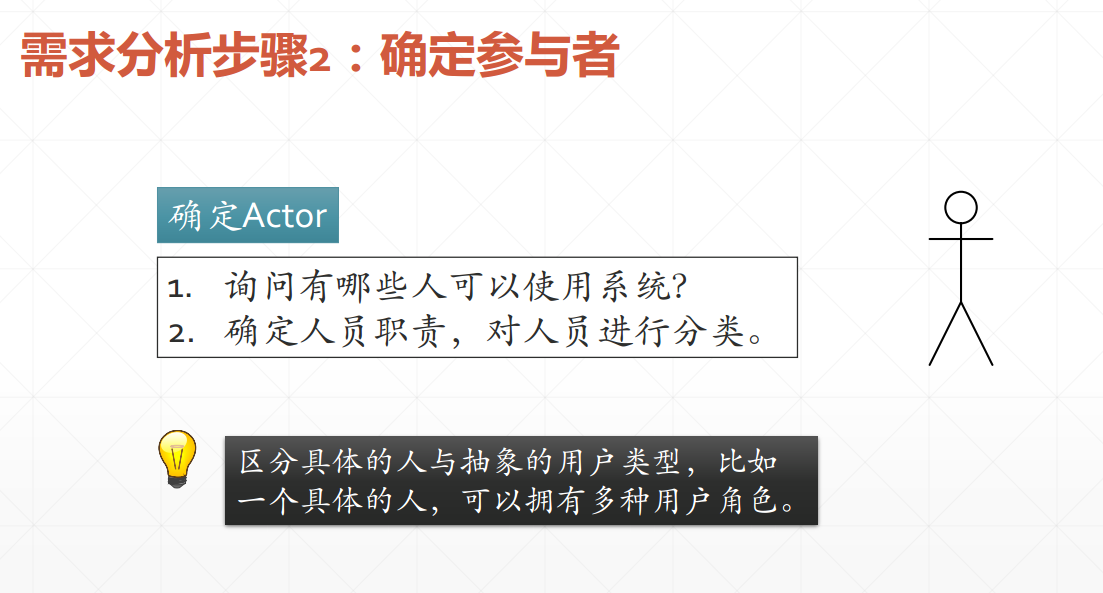 需求分析步骤2：确定参与者
确定Actor
1. 询问有哪些人可以使用系统？
2. 确定人员职责，对人员进行分类。
区分具体的人与抽象的用户类型，比如
一个具体的人，可以拥有多种用户角色。